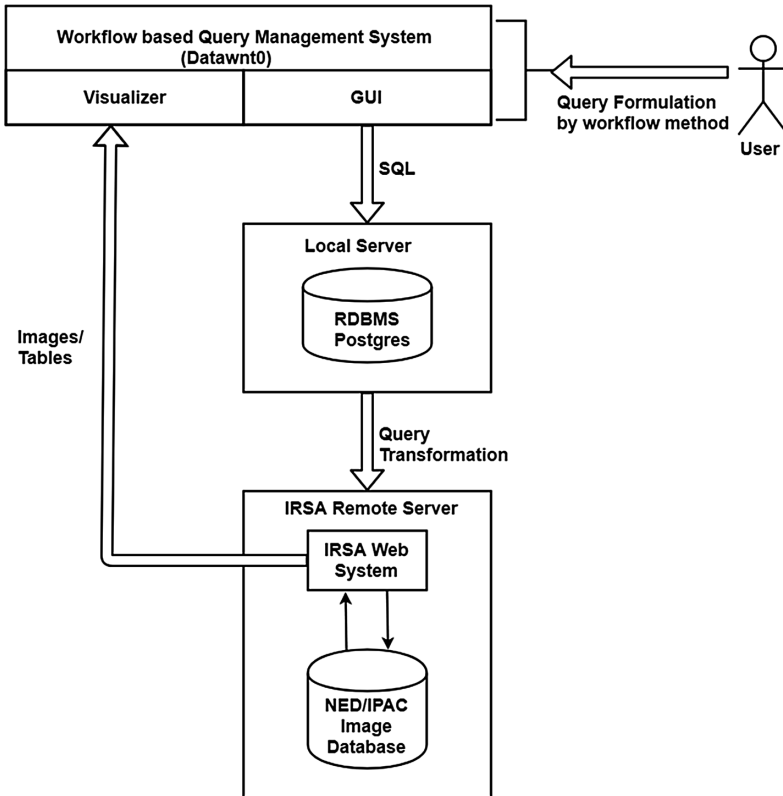 Workflow based Query Management System
(Datawnt0)
Visualizer
GUI
Query Formulation
by workflow method
User
SQL
Local Server
RDBMS
Postgres
Images/
Tables
Query
Transformation
IRSA Remote Server
IRSA Web
System
NED/IPAC
Image
Database